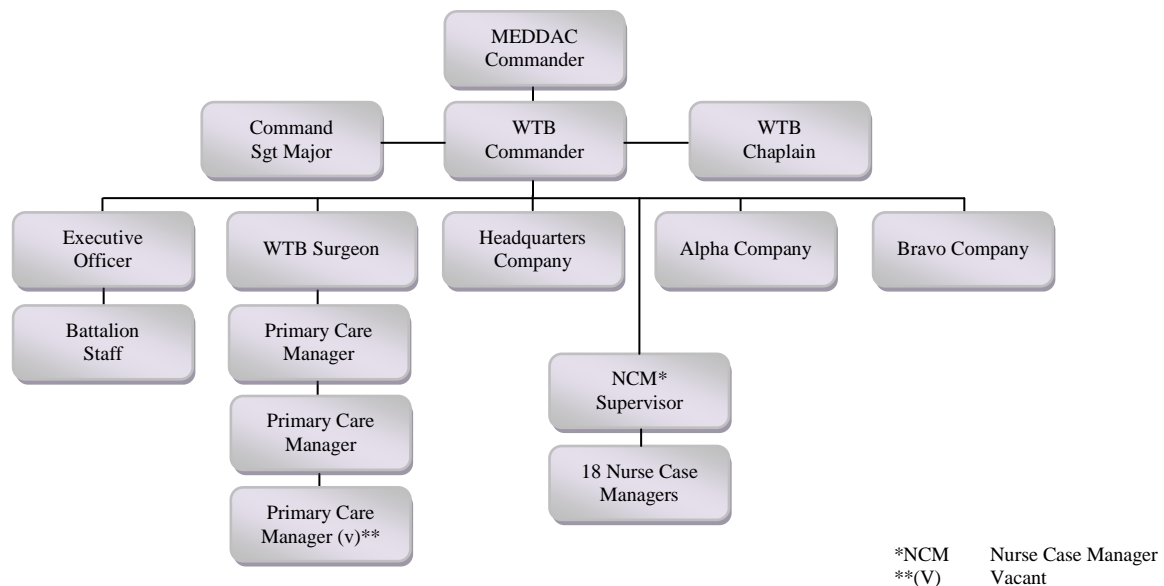 MEDDAC
Commander
Command
Sgt Major
WTB
Commander
WTB
Chaplain
Executive
Officer
WTB Surgeon
Headquarters
Company
Alpha Company
Bravo Company
Battalion
Staff
Primary Care
Manager
NCM*
Supervisor
Primary Care
Manager
18 Nurse Case
Managers
Primary Care
Manager (v)**
*NCM Nurse Case Manager
**(V) Vacant